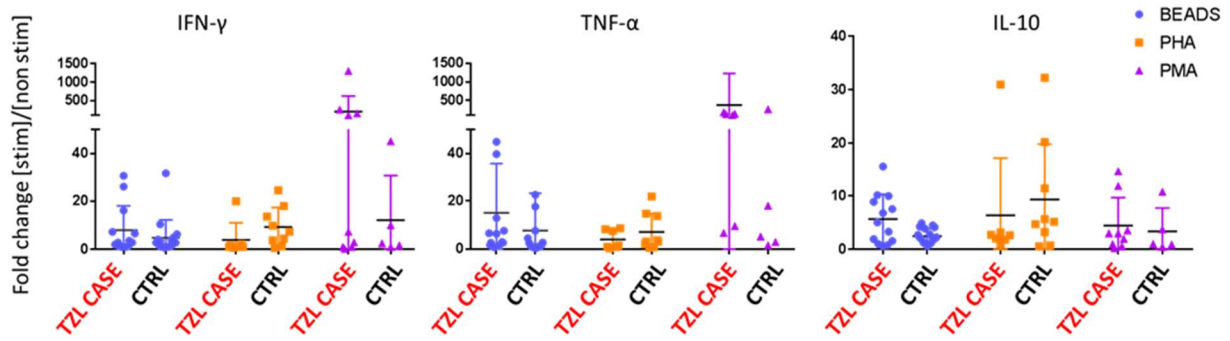 IFN-γ
TNF-α
IL-10
BEADS
PHA
PMA
Fold change [stim]/[non stim]
1500
1000
500
40
20
0
1500
1000
500
40
20
0
40
30
20
10
0
TZL CASE
CTRL
TZL CASE
CTRL
TZL CASE
CTRL
TZL CASE
CTRL
TZL CASE
CTRL
TZL CASE
CTRL
TZL CASE
CTRL
TZL CASE
CTRL
TZL CASE
CTRL